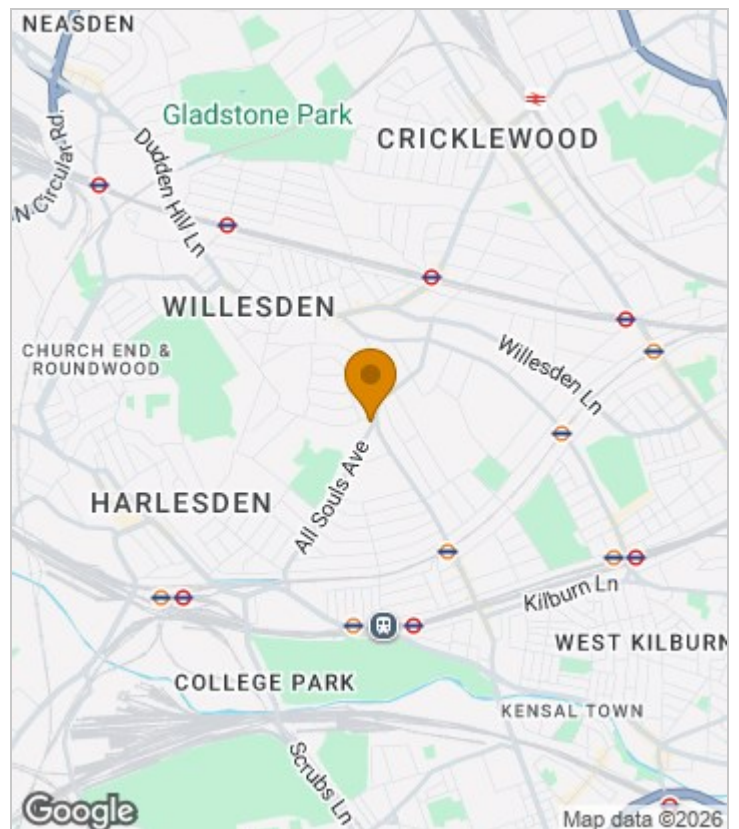 NEASDEN
Gladstone Park
CRICKLEWOOD
N Circular Rd
Dudden Hill Ln
WILLESDEN
CHURCH END &
ROUNDWOOD
Willesden Ln
All Souls Ave
HARLESDEN
Kilburn Ln
WEST KILBURN
COLLEGE PARK
KENSAL TOWN
Scrubs Ln
Google
Map data ©2026